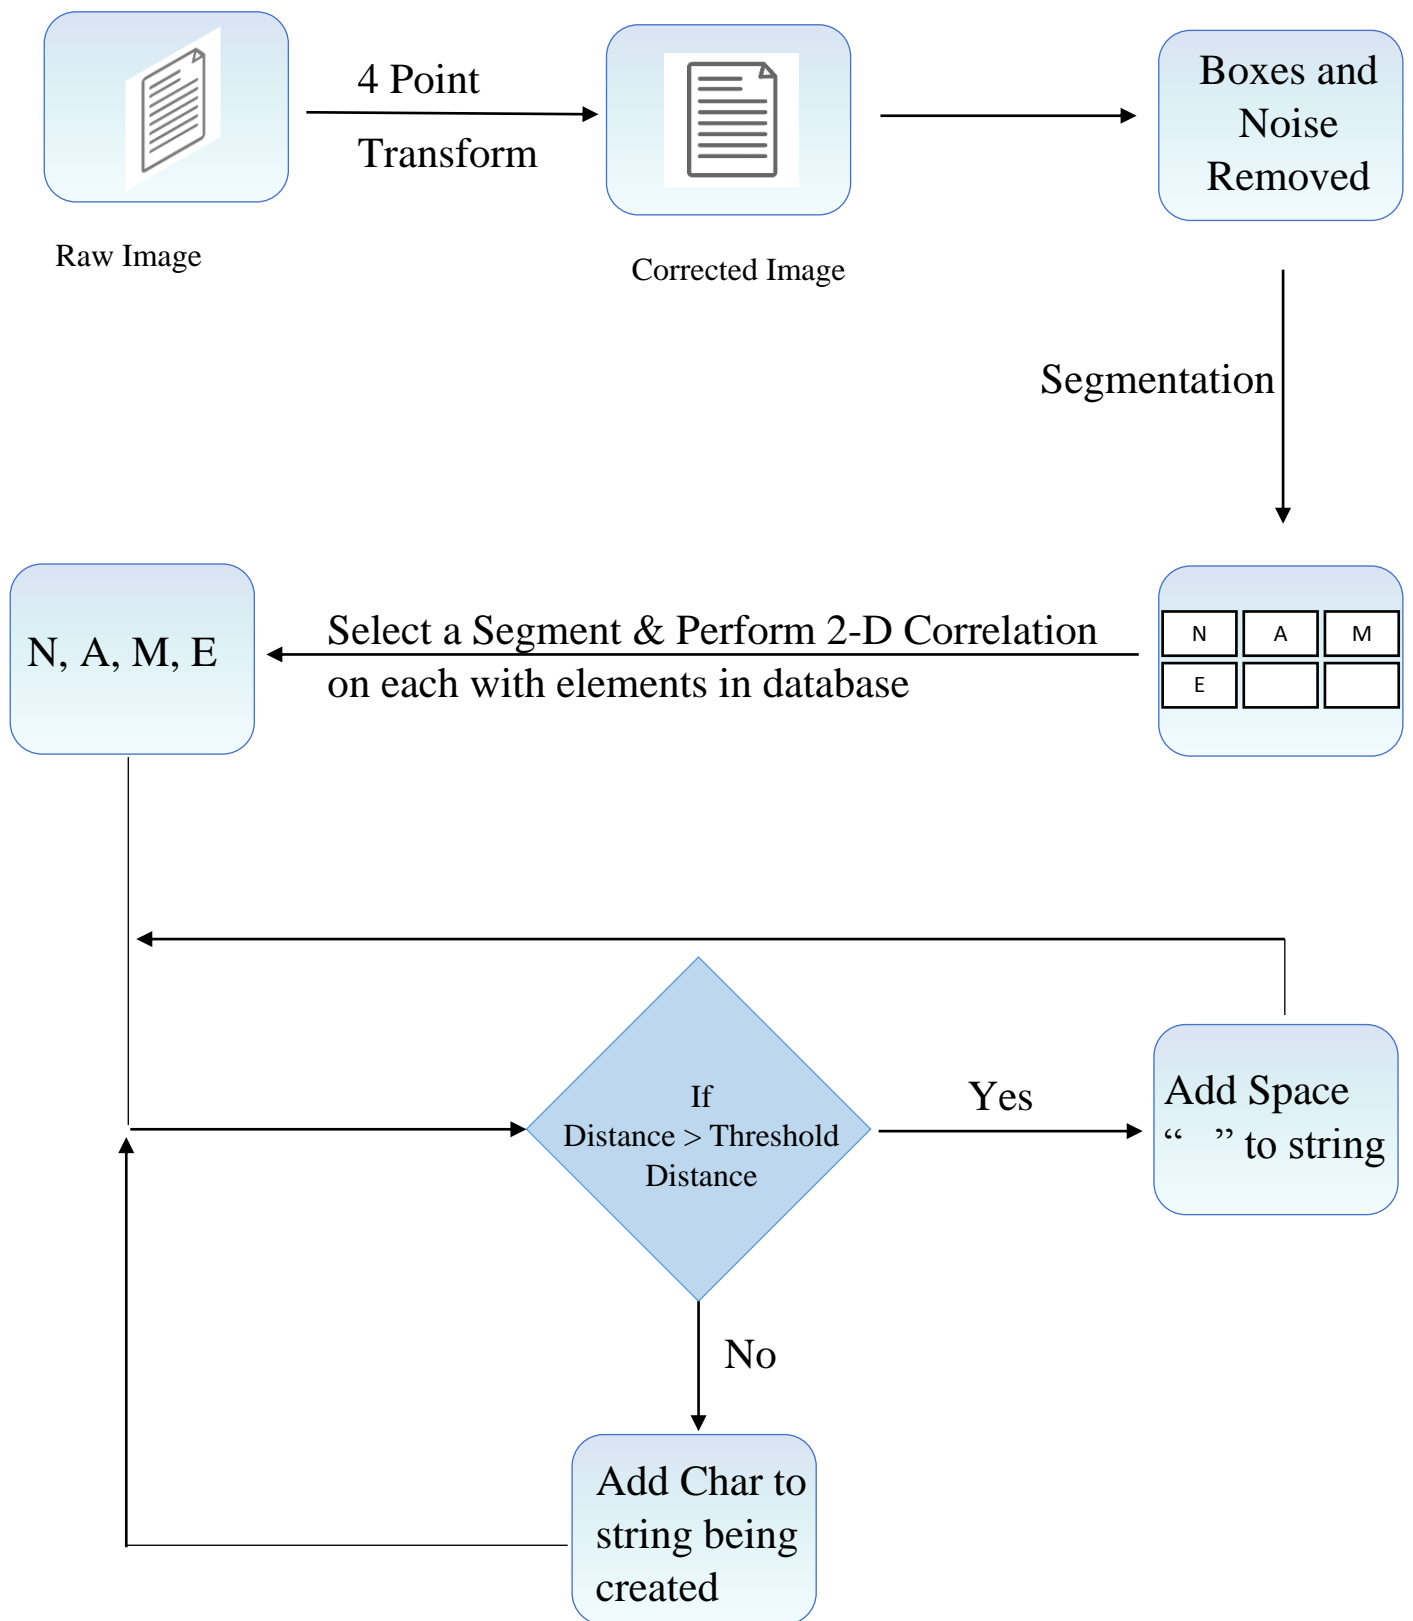 4 Point
Transform
Boxes and
Noise
Removed
Raw Image
Corrected Image
Segmentation
N A M
E
Select a Segment & Perform 2-D Correlation
on each with elements in database
N, A, M, E
If
Distance > Threshold
Distance
Yes
Add Space
“   ” to string
No
Add Char to
string being
created